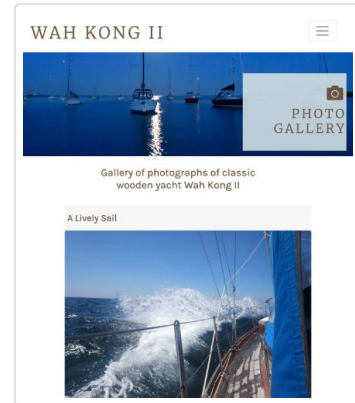 WAH KONG II
PHOTO
GALLERY
Gallery of photographs of classic
wooden yacht Wah Kong II
A Lively Sail